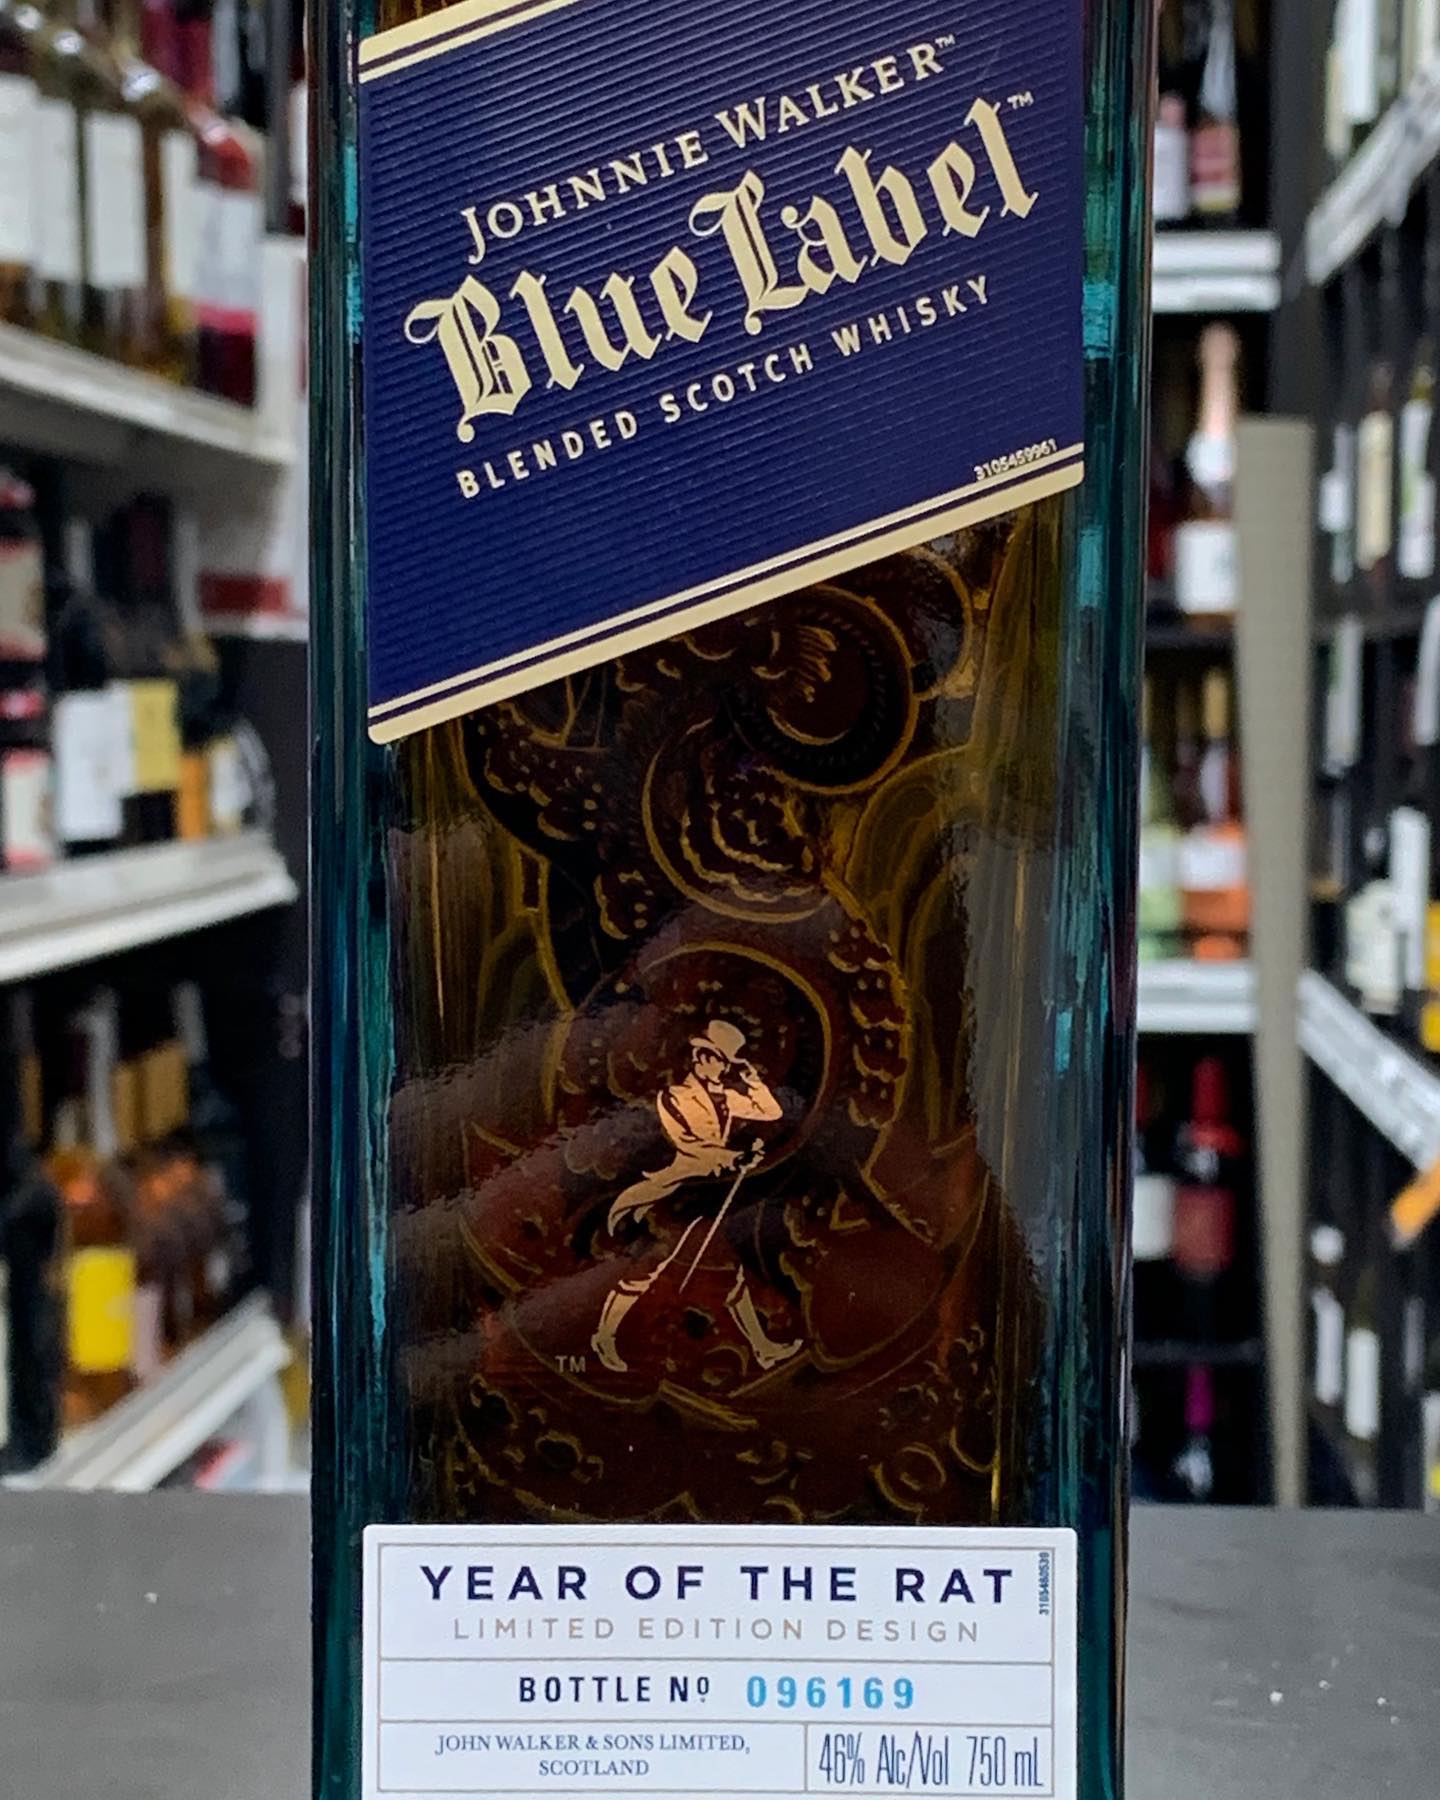 JOHNNIE WALKER™
Blue Label™
BLENDED SCOTCH WHISKY
3105459961
TM
YEAR OF THE RAT
LIMITED EDITION DESIGN
BOTTLE Nº 096169
JOHN WALKER & SONS LIMITED,
SCOTLAND
46% Alc/Vol 750 mL